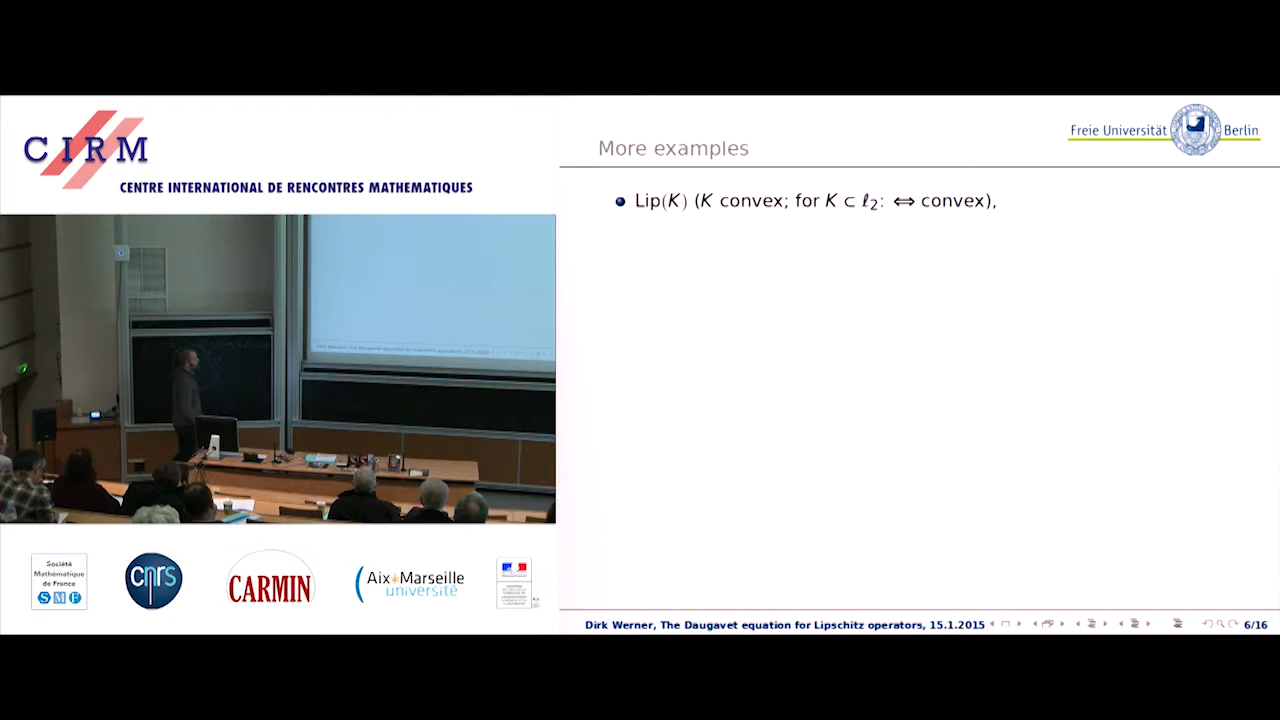 CIRM
CENTRE INTERNATIONAL DE RENCONTRES MATHEMATIQUES
Société
Mathématique
de France
S M F
cnrs
CARMIN
Aix*Marseille
université
More examples
Freie Universität Berlin
Lip(K) (K convex; for K ⊂ ℓ₂: ⇔ convex),
Dirk Werner, The Daugavet equation for Lipschitz operators, 15.1.2015
6/16